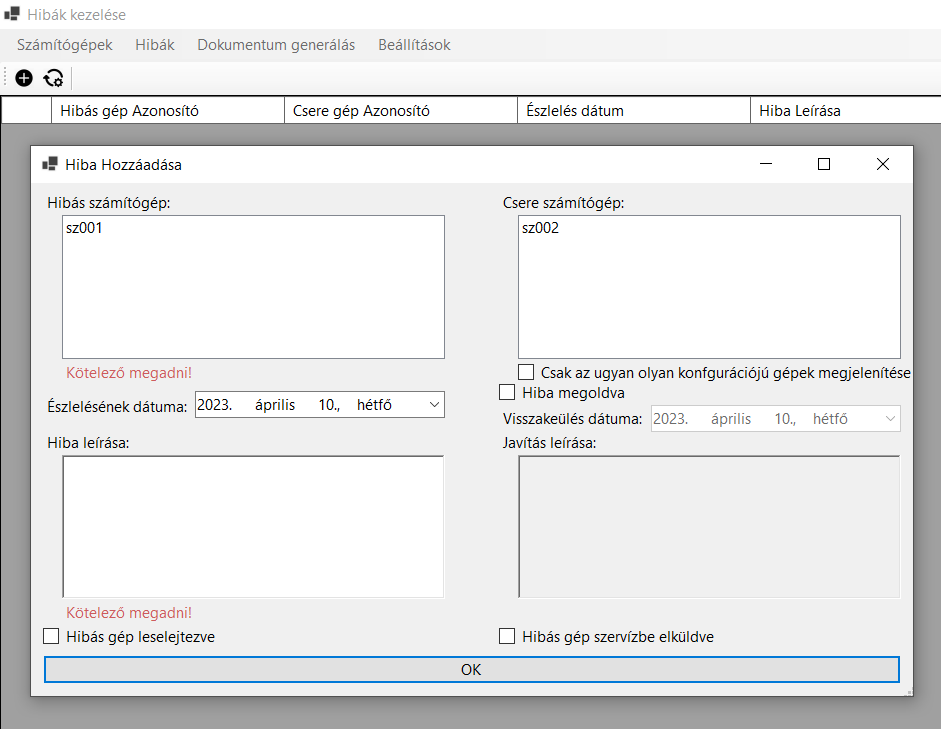 Hibák kezelése
Számítógépek Hibák Dokumentum generálás Beállítások
Hibás gép Azonosító Csere gép Azonosító Észlelés dátum Hiba Leírása
Hiba Hozzáadása
Hibás számítógép:
sz001
Kötelező megadni!
Észlelésének dátuma: 2023. április 10., hétfő
Hiba leírása:
Kötelező megadni!
Hibás gép leselejtezve
Csere számítógép:
sz002
Csak az ugyan olyan konfgurációjú gépek megjelenítése
Hiba megoldva
Visszakeülés dátuma: 2023. április 10., hétfő
Javítás leírása:
Hibás gép szervízbe elküldve
OK